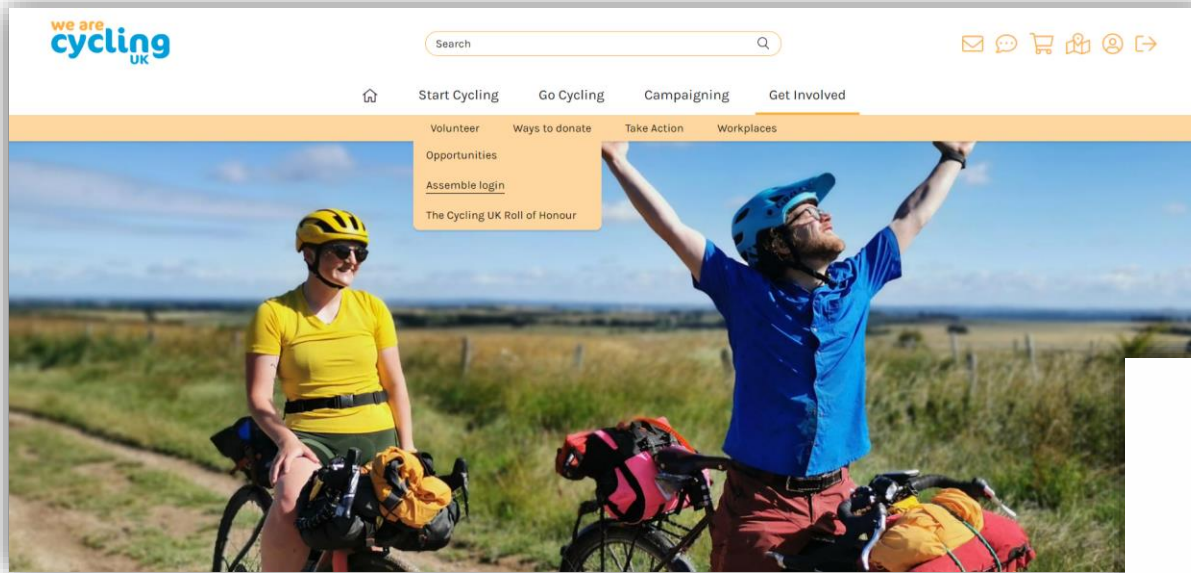 we are
cycling
UK
Search
Start Cycling Go Cycling Campaigning Get Involved
Volunteer Ways to donate Take Action Workplaces
Opportunities
Assemble login
The Cycling UK Roll of Honour